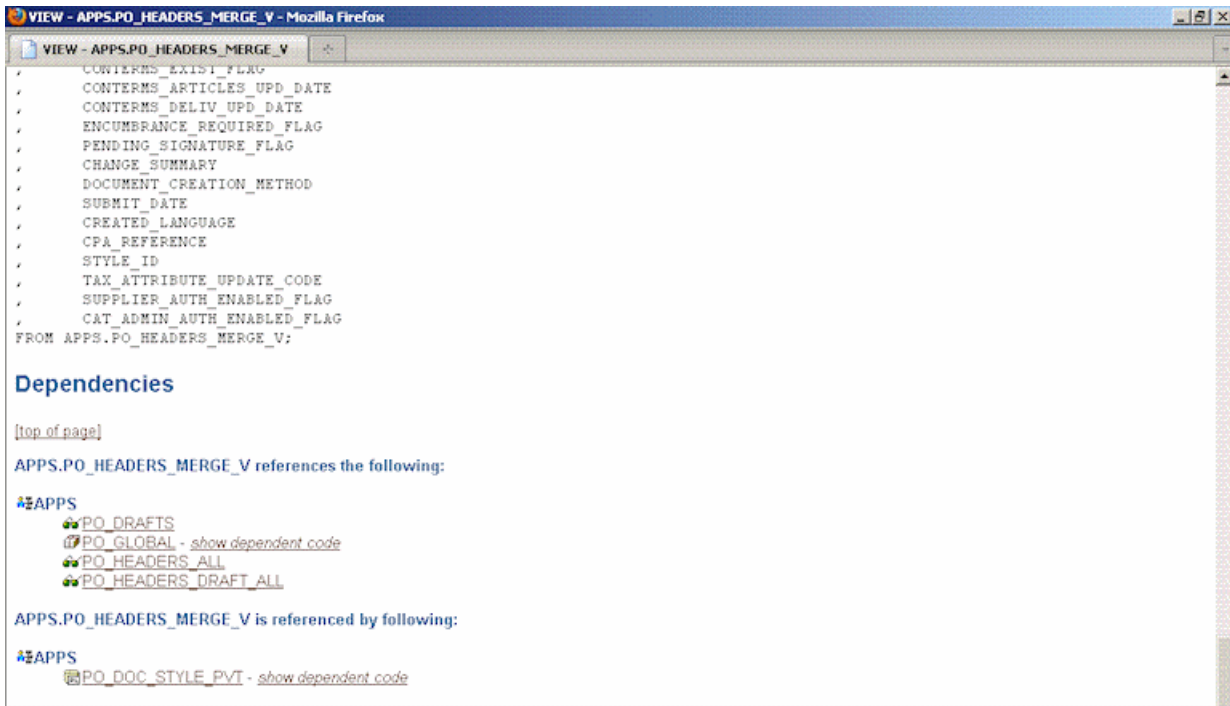 VIEW - APPS.PO_HEADERS_MERGE_V - Mozilla Firefox
VIEW - APPS.PO_HEADERS_MERGE_V
, CONTERMS_EXIST_FLAG
, CONTERMS_ARTICLES_UPD_DATE
, CONTERMS_DELIV_UPD_DATE
, ENCUMBRANCE_REQUIRED_FLAG
, PENDING_SIGNATURE_FLAG
, CHANGE_SUMMARY
, DOCUMENT_CREATION_METHOD
, SUBMIT_DATE
, CREATED_LANGUAGE
, CPA_REFERENCE
, STYLE_ID
, TAX_ATTRIBUTE_UPDATE_CODE
, SUPPLIER_AUTH_ENABLED_FLAG
, CAT_ADMIN_AUTH_ENABLED_FLAG
FROM APPS.PO_HEADERS_MERGE_V;
Dependencies
[top of page]
APPS.PO_HEADERS_MERGE_V references the following:
APPS
PO_DRAFTS
PO_GLOBAL - show dependent code
PO_HEADERS_ALL
PO_HEADERS_DRAFT_ALL
APPS.PO_HEADERS_MERGE_V is referenced by following:
APPS
PO_DOC_STYLE_PVT - show dependent code